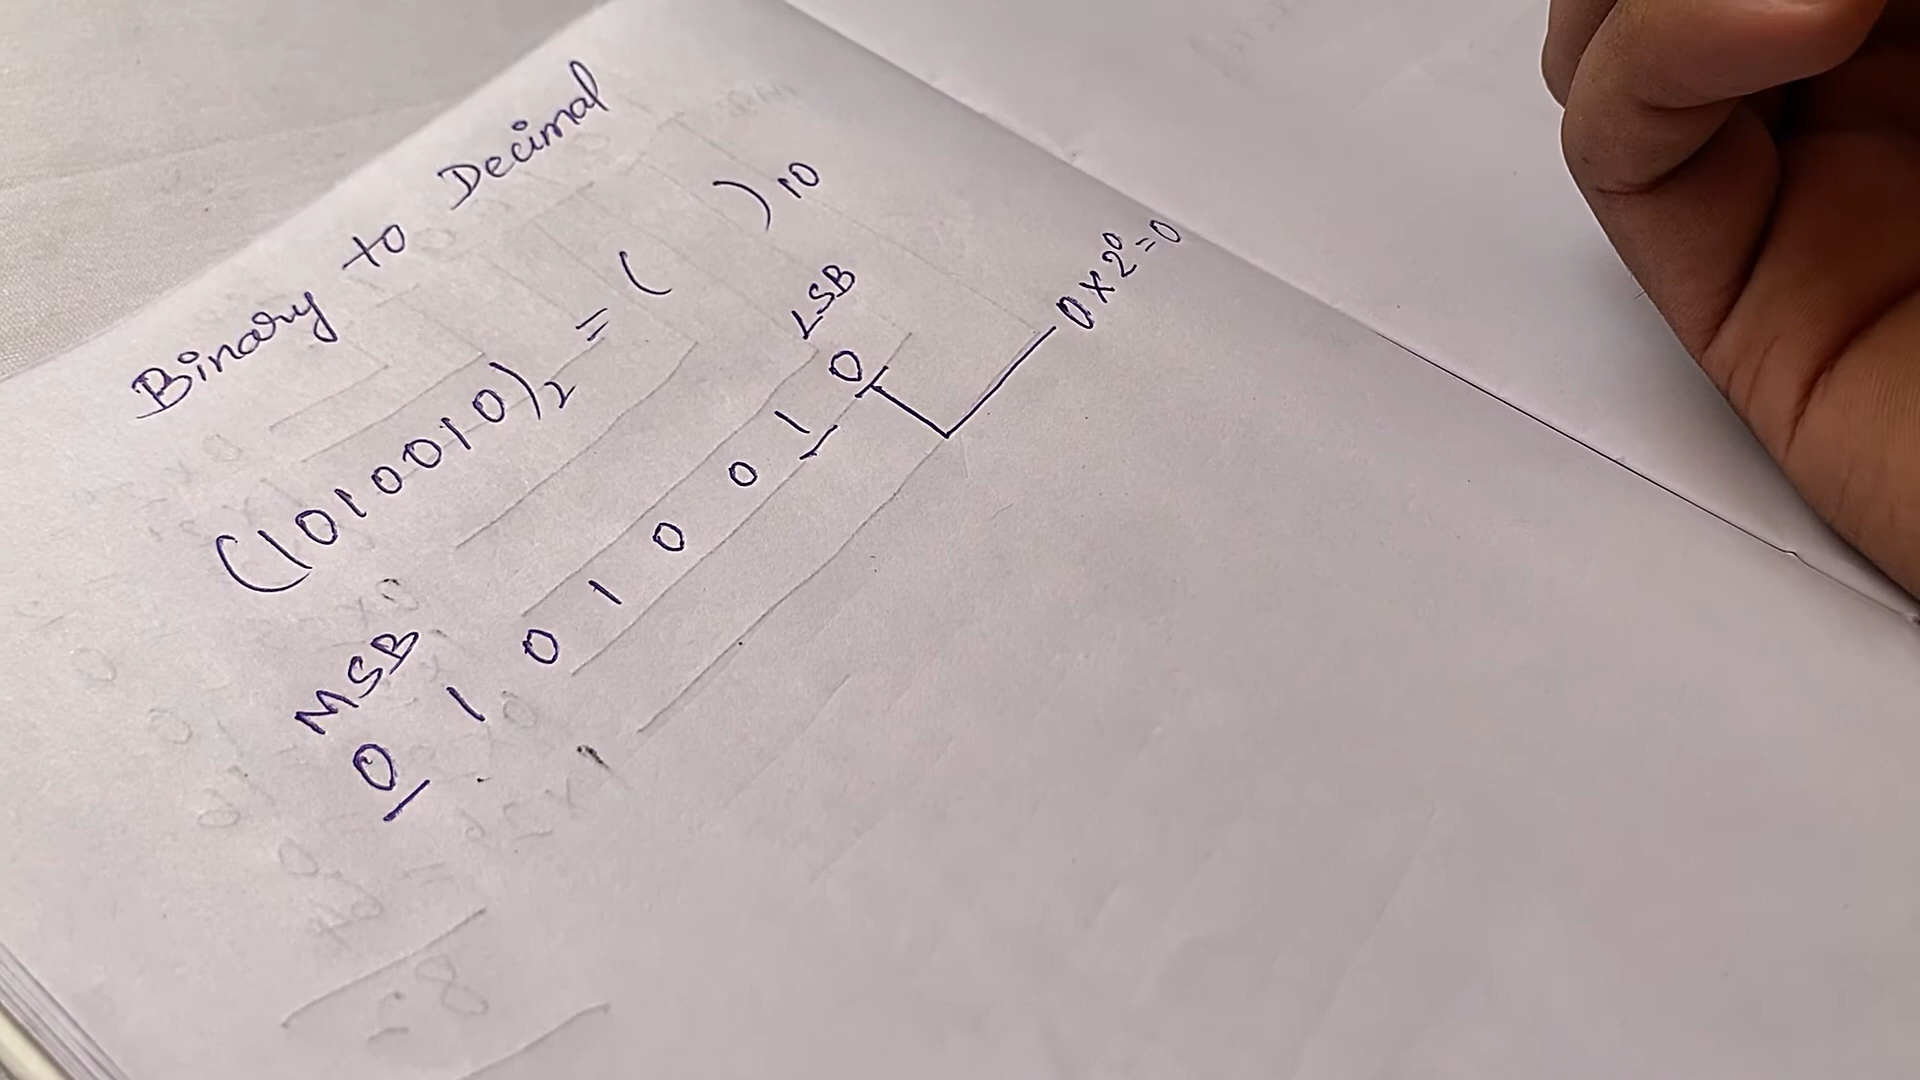 Binary to Decimal
(1010010)₂ = ( )₁₀
MSB LSB
0 1 0 1 0 0 1 0
0 × 2⁰ = 0